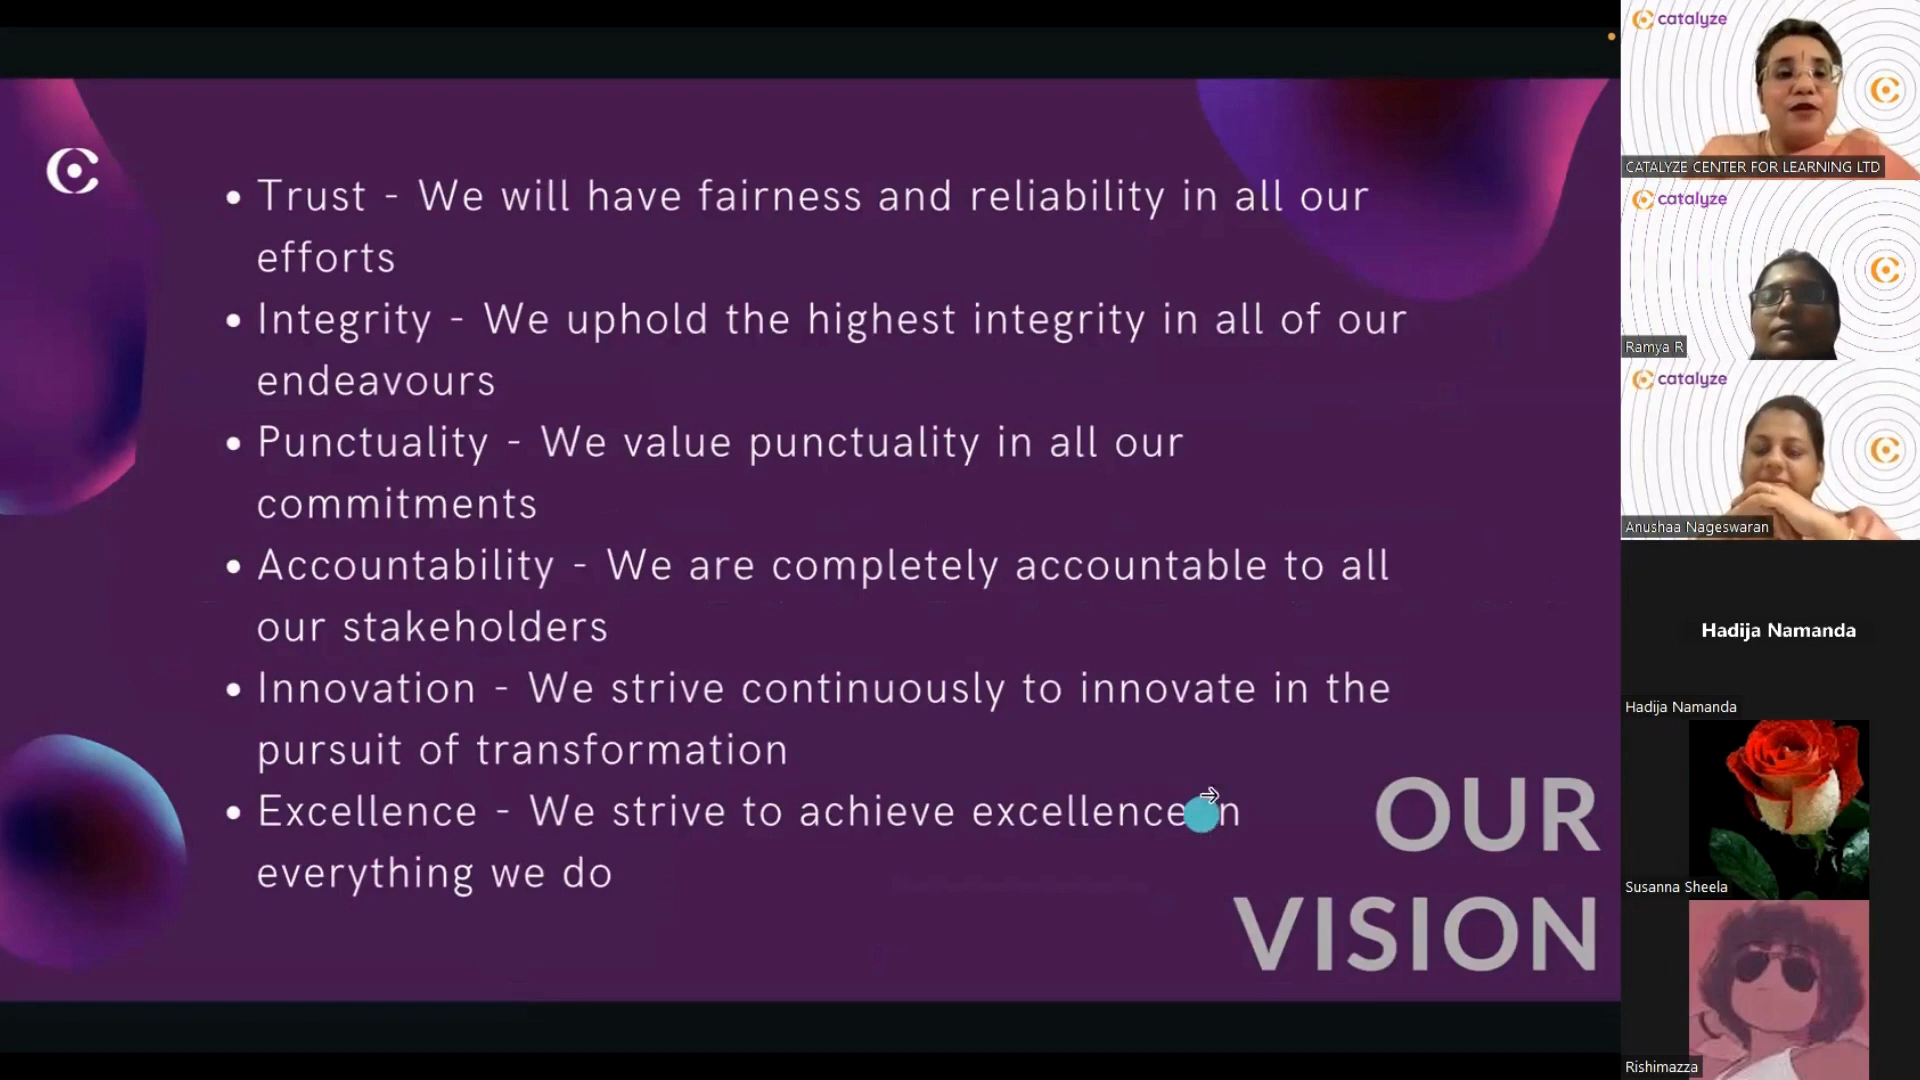 • Trust - We will have fairness and reliability in all our
efforts
• Integrity - We uphold the highest integrity in all of our
endeavours
• Punctuality - We value punctuality in all our
commitments
• Accountability - We are completely accountable to all
our stakeholders
• Innovation - We strive continuously to innovate in the
pursuit of transformation
• Excellence - We strive to achieve excellence in
everything we do
OUR
VISION
catalyze
CATALYZE CENTER FOR LEARNING LTD
catalyze
Ramya R
catalyze
Anushaa Nageswaran
Hadija Namanda
Hadija Namanda
Susanna Sheela
Rishimazza